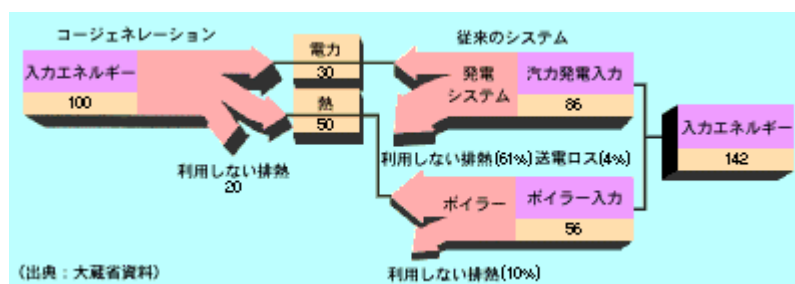 コージェネレーション
入力エネルギー
100
電力
30
熱
50
利用しない排熱
20
従来のシステム
発電
システム
汽力発電入力
86
利用しない排熱(61%)送電ロス(4%)
ボイラー
ボイラー入力
56
利用しない排熱(10%)
入力エネルギー
142
(出典:大蔵省資料)